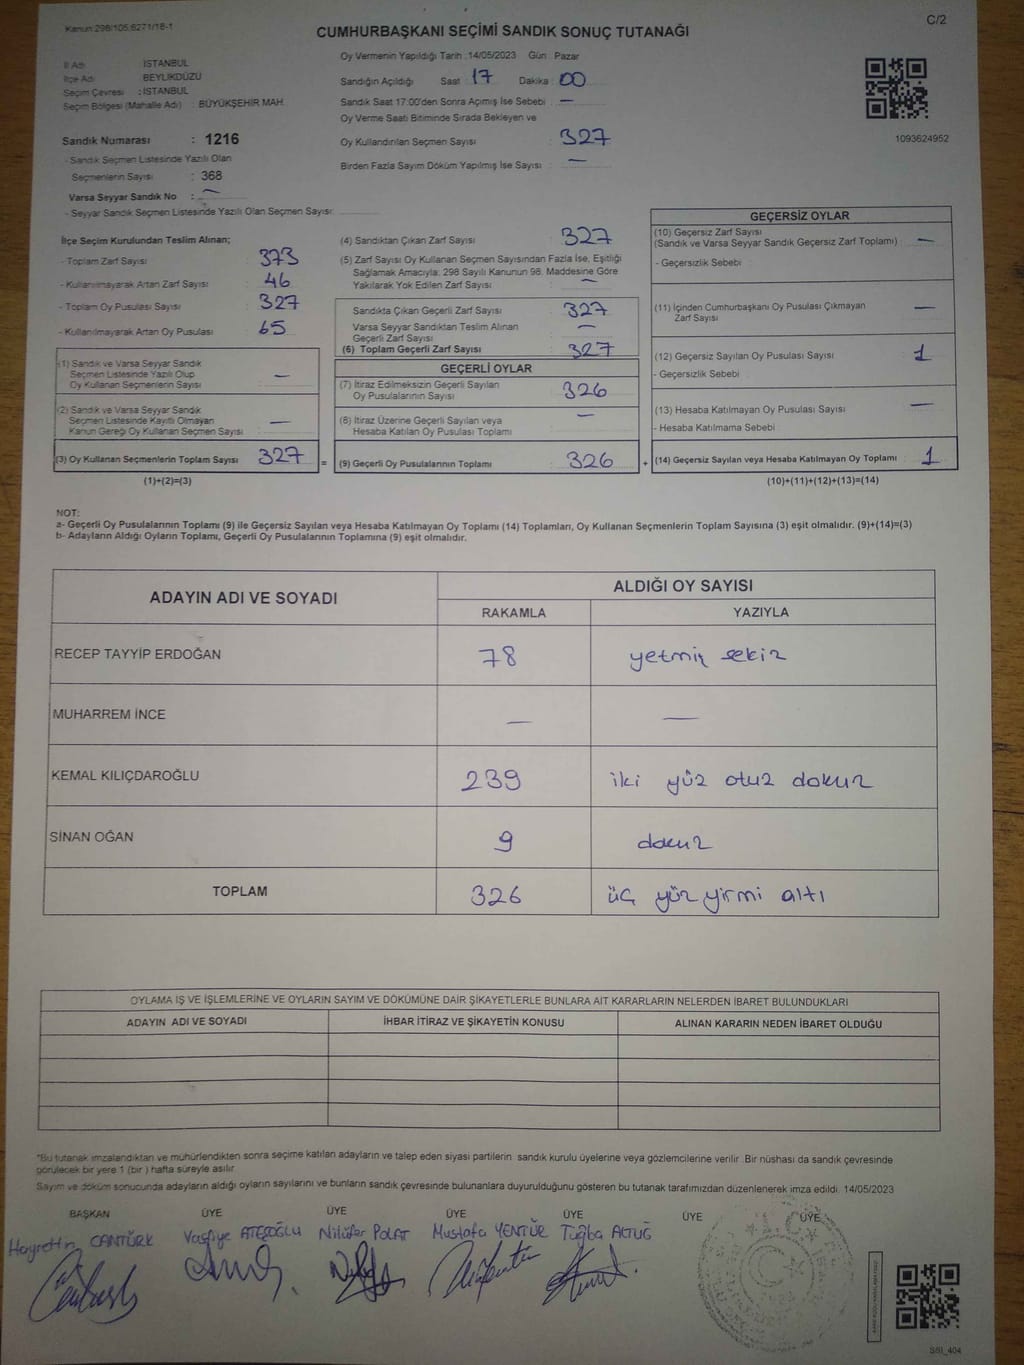 Kanun 298/105,6271/18-1
C/2
CUMHURBAŞKANI SEÇİMİ SANDIK SONUÇ TUTANAĞI
İl Adı : İSTANBUL
İlçe Adı : BEYLİKDÜZÜ
Seçim Çevresi : İSTANBUL
Seçim Bölgesi (Mahalle Adı) : BÜYÜKŞEHİR MAH.
Sandık Numarası : 1216
- Sandık Seçmen Listesinde Yazılı Olan
Seçmenlerin Sayısı : 368
Varsa Seyyar Sandık No : —
- Seyyar Sandık Seçmen Listesinde Yazılı Olan Seçmen Sayısı:
Oy Vermenin Yapıldığı Tarih :14/05/2023 Gün : Pazar
Sandığın Açıldığı Saat : 17 Dakika : 00
Sandık Saat 17:00'den Sonra Açımış İse Sebebi : —
Oy Verme Saati Bitiminde Sırada Bekleyen ve
Oy Kullandırılan Seçmen Sayısı : 327
Birden Fazla Sayım Döküm Yapılmış İse Sayısı : —
1093624952
İlçe Seçim Kurulundan Teslim Alınan;
- Toplam Zarf Sayısı : 373
- Kullanılmayarak Artan Zarf Sayısı : 46
- Toplam Oy Pusulası Sayısı : 327
- Kullanılmayarak Artan Oy Pusulası : 65
(1) Sandık ve Varsa Seyyar Sandık
Seçmen Listesinde Yazılı Olup
Oy Kullanan Seçmenlerin Sayısı : —
(2) Sandık ve Varsa Seyyar Sandık
Seçmen Listesinde Kayıtlı Olmayan
Kanun Gereği Oy Kullanan Seçmen Sayısı : —
(3) Oy Kullanan Seçmenlerin Toplam Sayısı : 327 =
(1)+(2)=(3)
(4) Sandıktan Çıkan Zarf Sayısı : 327
(5) Zarf Sayısı Oy Kullanan Seçmen Sayısından Fazla İse, Eşitliği
Sağlamak Amacıyla; 298 Sayılı Kanunun 98. Maddesine Göre
Yakılarak Yok Edilen Zarf Sayısı : —
Sandıkta Çıkan Geçerli Zarf Sayısı : 327
Varsa Seyyar Sandıktan Teslim Alınan
Geçerli Zarf Sayısı : —
(6) Toplam Geçerli Zarf Sayısı : 327
GEÇERLİ OYLAR
(7) İtiraz Edilmeksizin Geçerli Sayılan
Oy Pusulalarının Sayısı : 326
(8) İtiraz Üzerine Geçerli Sayılan veya
Hesaba Katılan Oy Pusulası Toplamı : —
(9) Geçerli Oy Pusulalarının Toplamı : 326 +
GEÇERSİZ OYLAR
(10) Geçersiz Zarf Sayısı
(Sandık ve Varsa Seyyar Sandık Geçersiz Zarf Toplamı) : —
- Geçersizlik Sebebi :
(11) İçinden Cumhurbaşkanı Oy Pusulası Çıkmayan
Zarf Sayısı : —
(12) Geçersiz Sayılan Oy Pusulası Sayısı : 1
- Geçersizlik Sebebi :
(13) Hesaba Katılmayan Oy Pusulası Sayısı : —
- Hesaba Katılmama Sebebi :
(14) Geçersiz Sayılan veya Hesaba Katılmayan Oy Toplamı : 1
(10)+(11)+(12)+(13)=(14)
NOT:
a- Geçerli Oy Pusulalarının Toplamı (9) ile Geçersiz Sayılan veya Hesaba Katılmayan Oy Toplamı (14) Toplamları, Oy Kullanan Seçmenlerin Toplam Sayısına (3) eşit olmalıdır. (9)+(14)=(3)
b- Adayların Aldığı Oyların Toplamı, Geçerli Oy Pusulalarının Toplamına (9) eşit olmalıdır.
ADAYIN ADI VE SOYADI
ALDIĞI OY SAYISI
RAKAMLA YAZIYLA
RECEP TAYYİP ERDOĞAN 78 yetmiş sekiz
MUHARREM İNCE — —
KEMAL KILIÇDAROĞLU 239 iki yüz otuz dokuz
SİNAN OĞAN 9 dokuz
TOPLAM 326 üç yüz yirmi altı
OYLAMA İŞ VE İŞLEMLERİNE VE OYLARIN SAYIM VE DÖKÜMÜNE DAİR ŞİKAYETLERLE BUNLARA AİT KARARLARIN NELERDEN İBARET BULUNDUKLARI
ADAYIN ADI VE SOYADI İHBAR İTİRAZ VE ŞİKAYETİN KONUSU ALINAN KARARIN NEDEN İBARET OLDUĞU
*Bu tutanak imzalandıktan ve mühürlendikten sonra seçime katılan adayların ve talep eden siyasi partilerin sandık kurulu üyelerine veya gözlemcilerine verilir. Bir nüshası da sandık çevresinde
görülecek bir yere 1 (bir ) hafta süreyle asılır.
Sayım ve döküm sonucunda adayların aldığı oyların sayılarını ve bunların sandık çevresinde bulunanlara duyurulduğunu gösteren bu tutanak tarafımızdan düzenlenerek imza edildi. 14/05/2023
BAŞKAN ÜYE ÜYE ÜYE ÜYE ÜYE ÜYE
Hayrettin CANTÜRK Vasfiye ATEŞOĞLU Nilüfer POLAT Mustafa YENTÜR Tuğba ALTUĞ
SSI_404